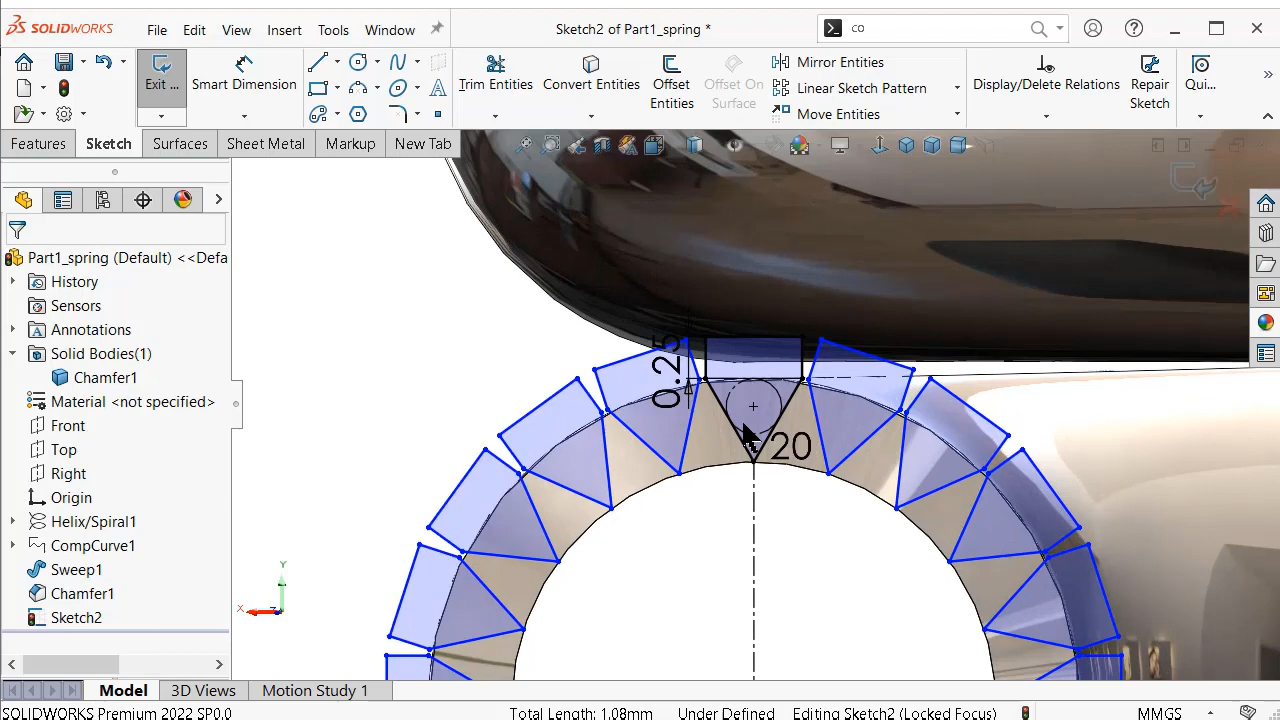 SOLIDWORKS
File Edit View Insert Tools Window
Sketch2 of Part1_spring *
co
Exit ...
Smart Dimension
Trim Entities
Convert Entities
Offset Entities
Offset On Surface
Mirror Entities
Linear Sketch Pattern
Move Entities
Display/Delete Relations
Repair Sketch
Qui...
Features Sketch Surfaces Sheet Metal Markup New Tab
Part1_spring (Default) <<Defa
History
Sensors
Annotations
Solid Bodies(1)
Chamfer1
Material <not specified>
Front
Top
Right
Origin
Helix/Spiral1
CompCurve1
Sweep1
Chamfer1
Sketch2
0.25
20
Y
X
Z
Model 3D Views Motion Study 1
SOLIDWORKS Premium 2022 SP0.0
Total Length: 1.08mm Under Defined Editing Sketch2 (Locked Focus) MMGS